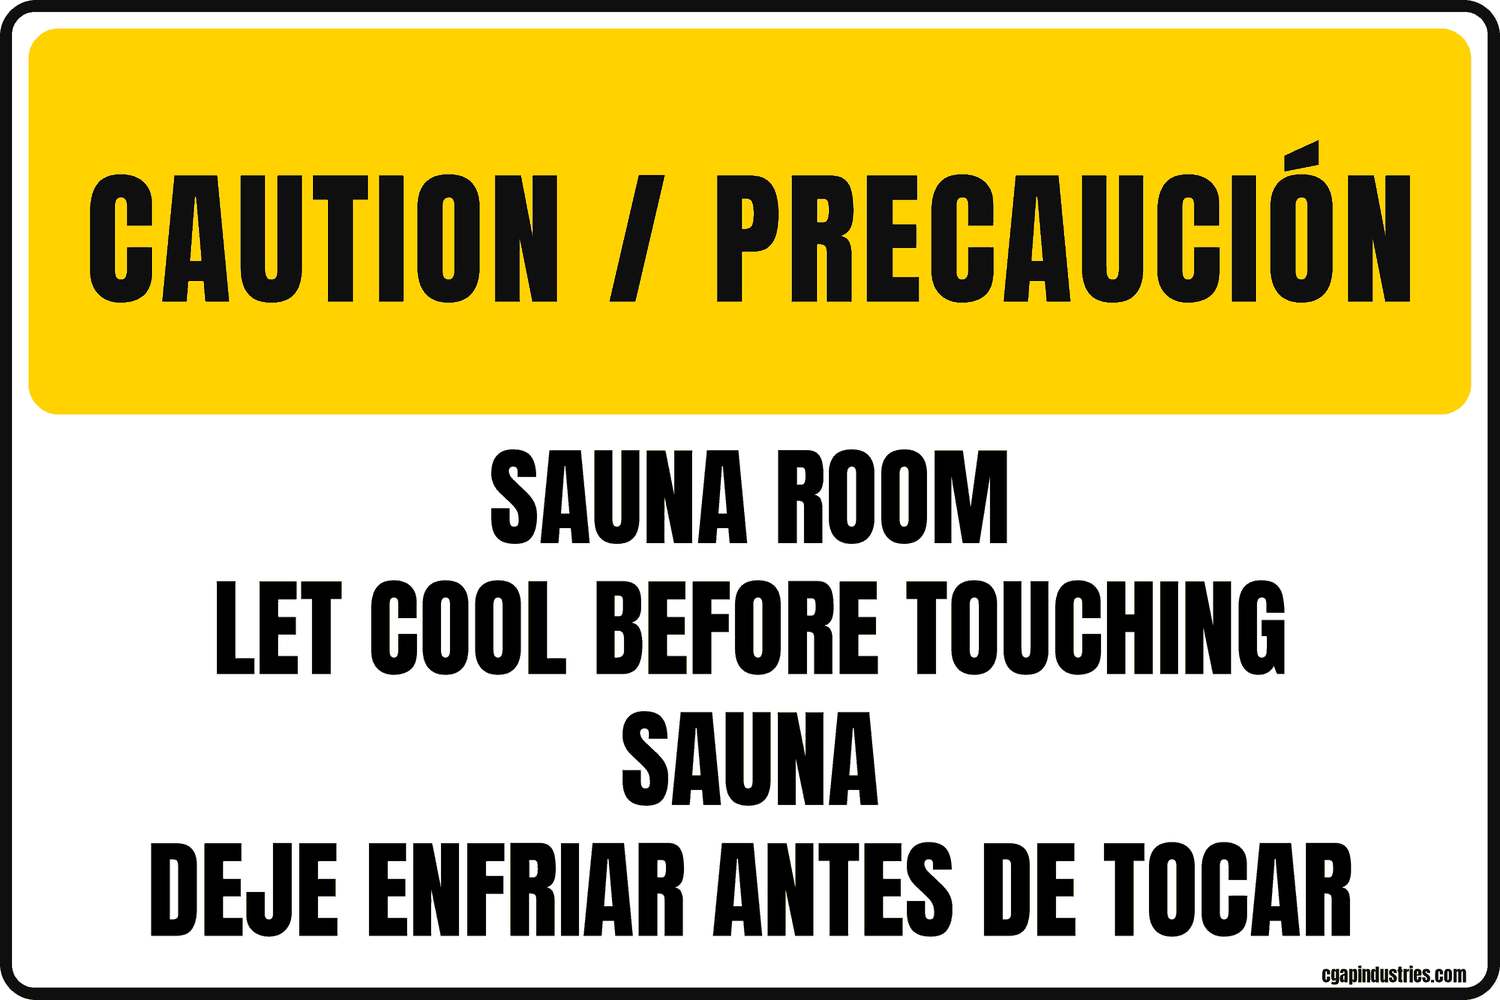 CAUTION / PRECAUCIÓN
SAUNA ROOM
LET COOL BEFORE TOUCHING
SAUNA
DEJE ENFRIAR ANTES DE TOCAR
cgapindustries.com